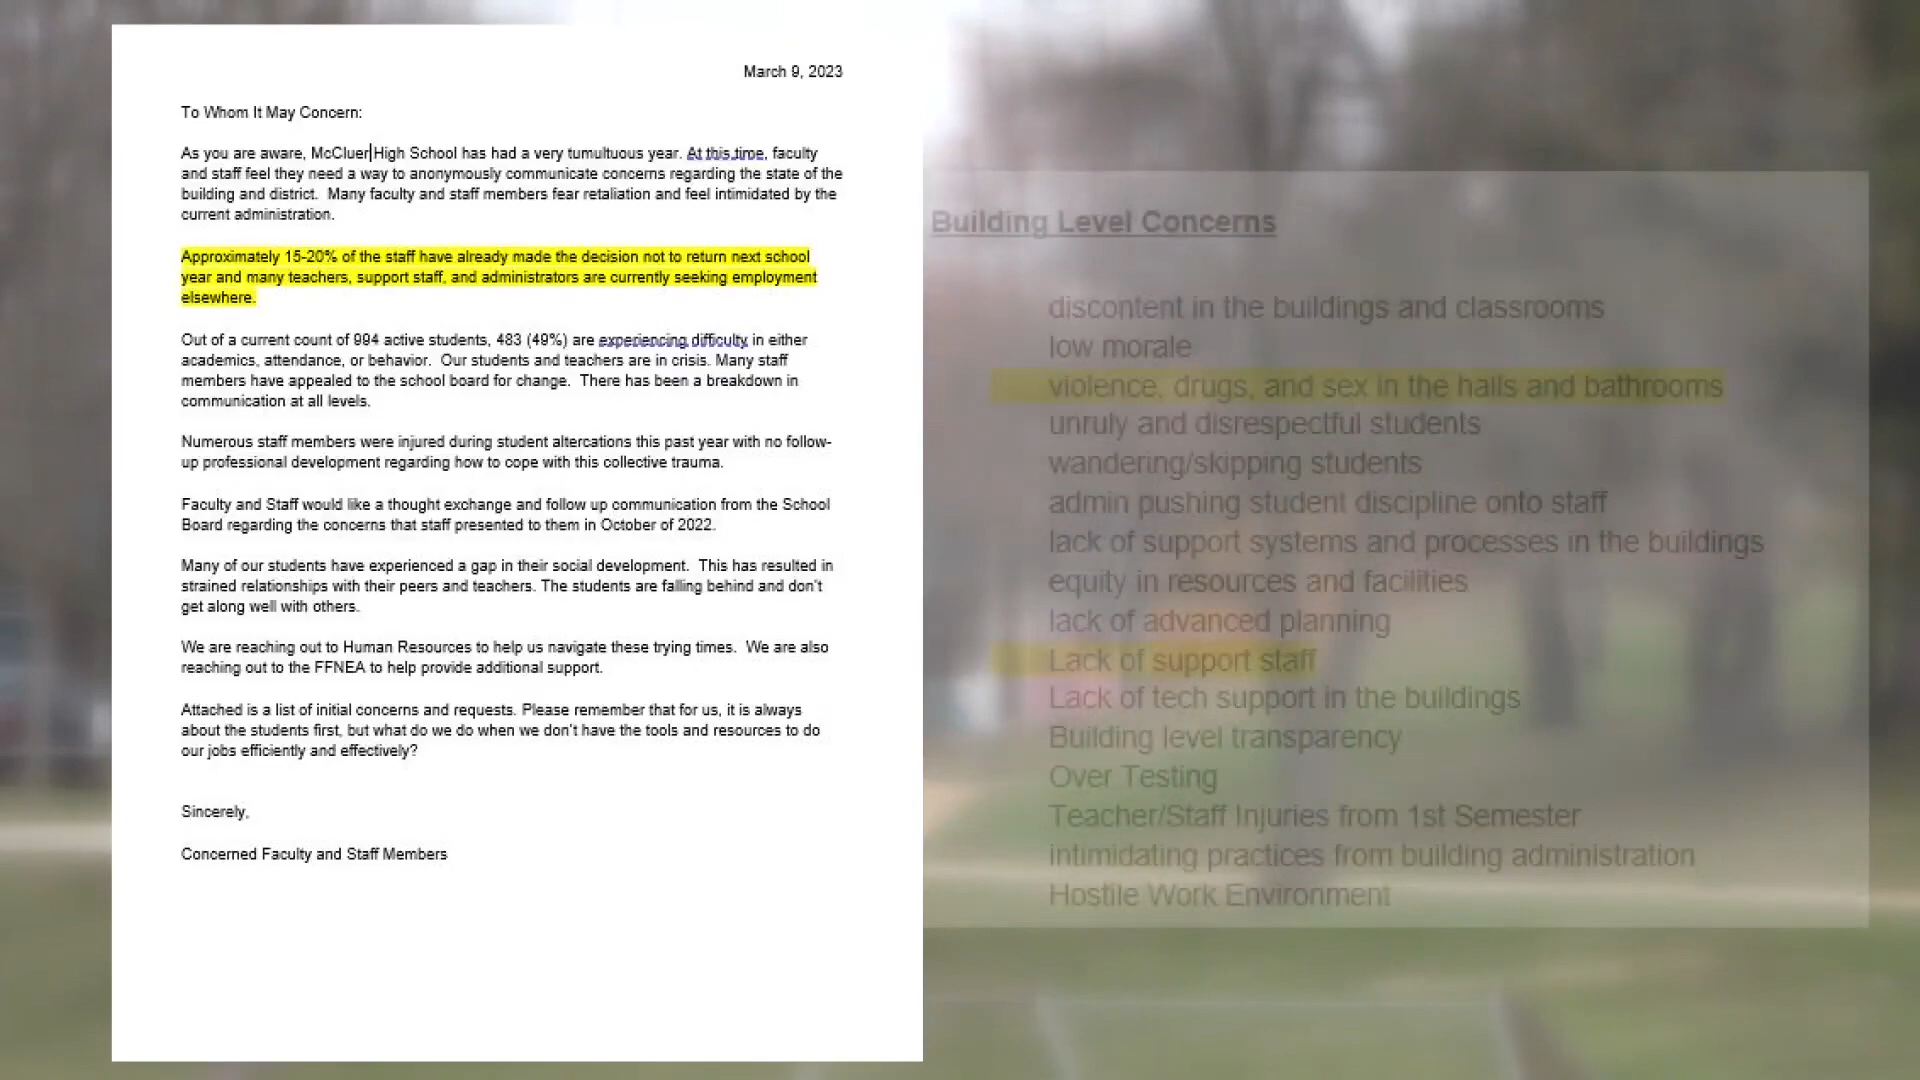 March 9, 2023
To Whom It May Concern:
As you are aware, McCluer High School has had a very tumultuous year. At this time, faculty
and staff feel they need a way to anonymously communicate concerns regarding the state of the
building and district. Many faculty and staff members fear retaliation and feel intimidated by the
current administration.
Approximately 15-20% of the staff have already made the decision not to return next school
year and many teachers, support staff, and administrators are currently seeking employment
elsewhere.
Out of a current count of 994 active students, 483 (49%) are experiencing difficulty in either
academics, attendance, or behavior. Our students and teachers are in crisis. Many staff
members have appealed to the school board for change. There has been a breakdown in
communication at all levels.
Numerous staff members were injured during student altercations this past year with no follow-
up professional development regarding how to cope with this collective trauma.
Faculty and Staff would like a thought exchange and follow up communication from the School
Board regarding the concerns that staff presented to them in October of 2022.
Many of our students have experienced a gap in their social development. This has resulted in
strained relationships with their peers and teachers. The students are falling behind and don't
get along well with others.
We are reaching out to Human Resources to help us navigate these trying times. We are also
reaching out to the FFNEA to help provide additional support.
Attached is a list of initial concerns and requests. Please remember that for us, it is always
about the students first, but what do we do when we don't have the tools and resources to do
our jobs efficiently and effectively?
Sincerely,
Concerned Faculty and Staff Members
Building Level Concerns
discontent in the buildings and classrooms
low morale
violence, drugs, and sex in the halls and bathrooms
unruly and disrespectful students
wandering/skipping students
admin pushing student discipline onto staff
lack of support systems and processes in the buildings
equity in resources and facilities
lack of advanced planning
Lack of support staff
Lack of tech support in the buildings
Building level transparency
Over Testing
Teacher/Staff Injuries from 1st Semester
intimidating practices from building administration
Hostile Work Environment